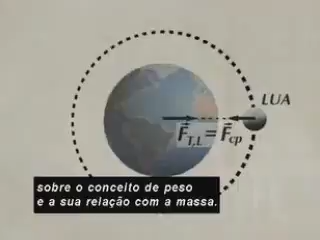 LUA
F⃗T,L = F⃗cp
sobre o conceito de peso
e a sua relação com a massa.